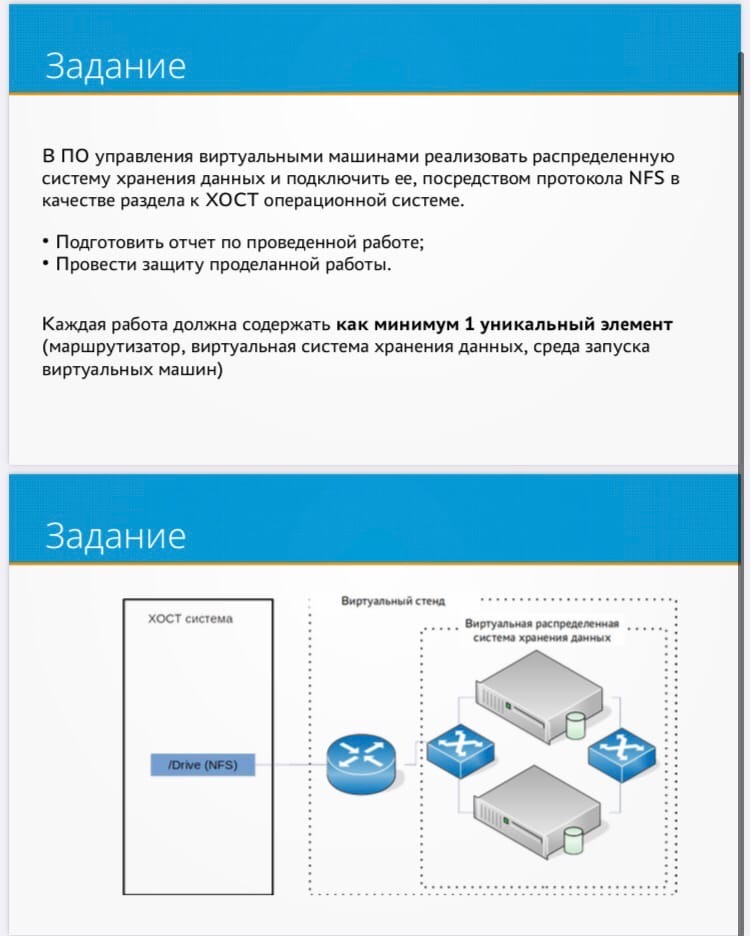 Задание
В ПО управления виртуальными машинами реализовать распределенную
систему хранения данных и подключить ее, посредством протокола NFS в
качестве раздела к ХОСТ операционной системе.
• Подготовить отчет по проведенной работе;
• Провести защиту проделанной работы.
Каждая работа должна содержать как минимум 1 уникальный элемент
(маршрутизатор, виртуальная система хранения данных, среда запуска
виртуальных машин)
Задание
ХОСТ система
/Drive (NFS)
Виртуальный стенд
Виртуальная распределенная
система хранения данных